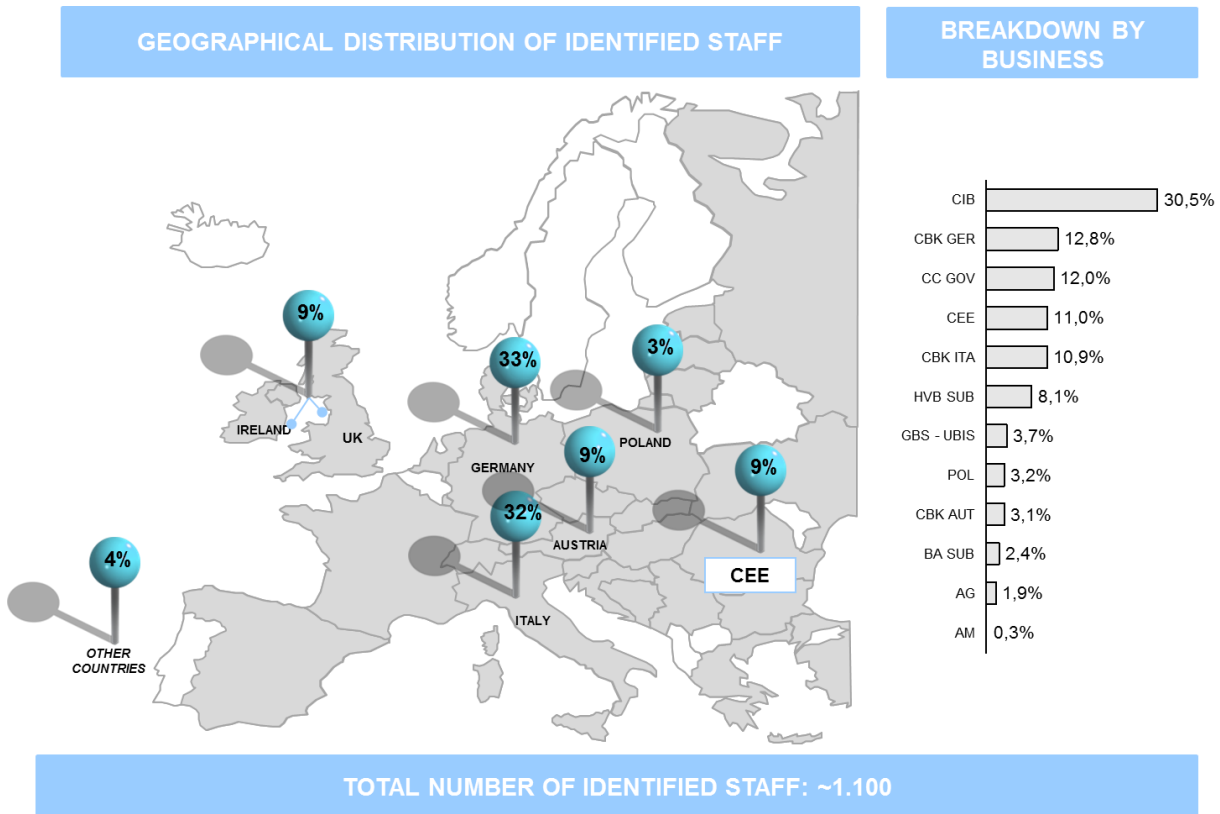 GEOGRAPHICAL DISTRIBUTION OF IDENTIFIED STAFF
BREAKDOWN BY
BUSINESS
9%
33%
3%
9%
9%
32%
4%
IRELAND
UK
GERMANY
POLAND
AUSTRIA
CEE
ITALY
OTHER
COUNTRIES
CIB 30,5%
CBK GER 12,8%
CC GOV 12,0%
CEE 11,0%
CBK ITA 10,9%
HVB SUB 8,1%
GBS - UBIS 3,7%
POL 3,2%
CBK AUT 3,1%
BA SUB 2,4%
AG 1,9%
AM 0,3%
TOTAL NUMBER OF IDENTIFIED STAFF: ~1.100